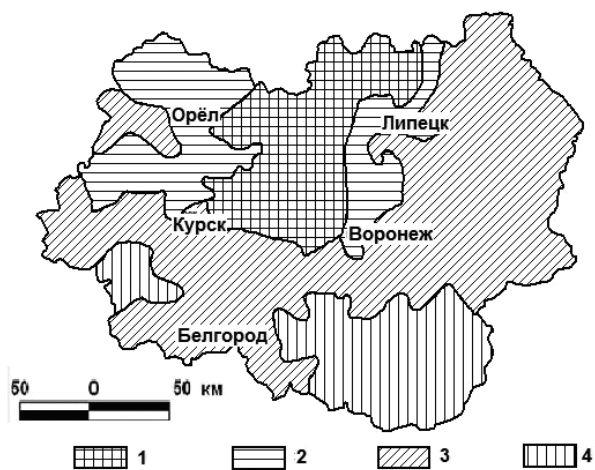 Орёл
Липецк
Курск
Воронеж
Белгород
50 0 50 км
1 2 3 4